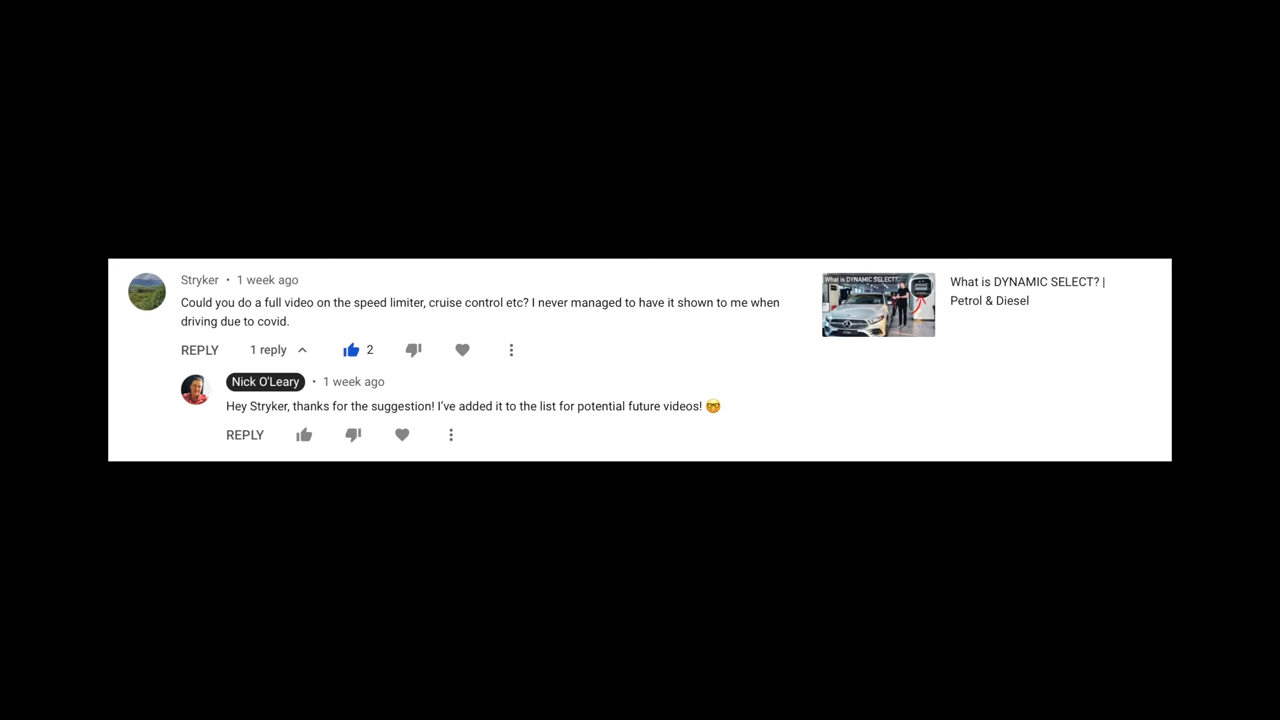 Stryker • 1 week ago
Could you do a full video on the speed limiter, cruise control etc? I never managed to have it shown to me when
driving due to covid.
REPLY 1 reply 2
Nick O'Leary • 1 week ago
Hey Stryker, thanks for the suggestion! I've added it to the list for potential future videos! 🤓
REPLY
What is DYNAMIC SELECT?
What is DYNAMIC SELECT? |
Petrol & Diesel